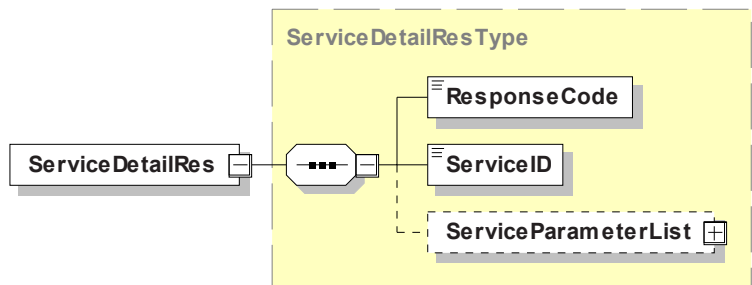 ServiceDetailResType
ResponseCode
ServiceDetailRes
ServiceID
ServiceParameterList